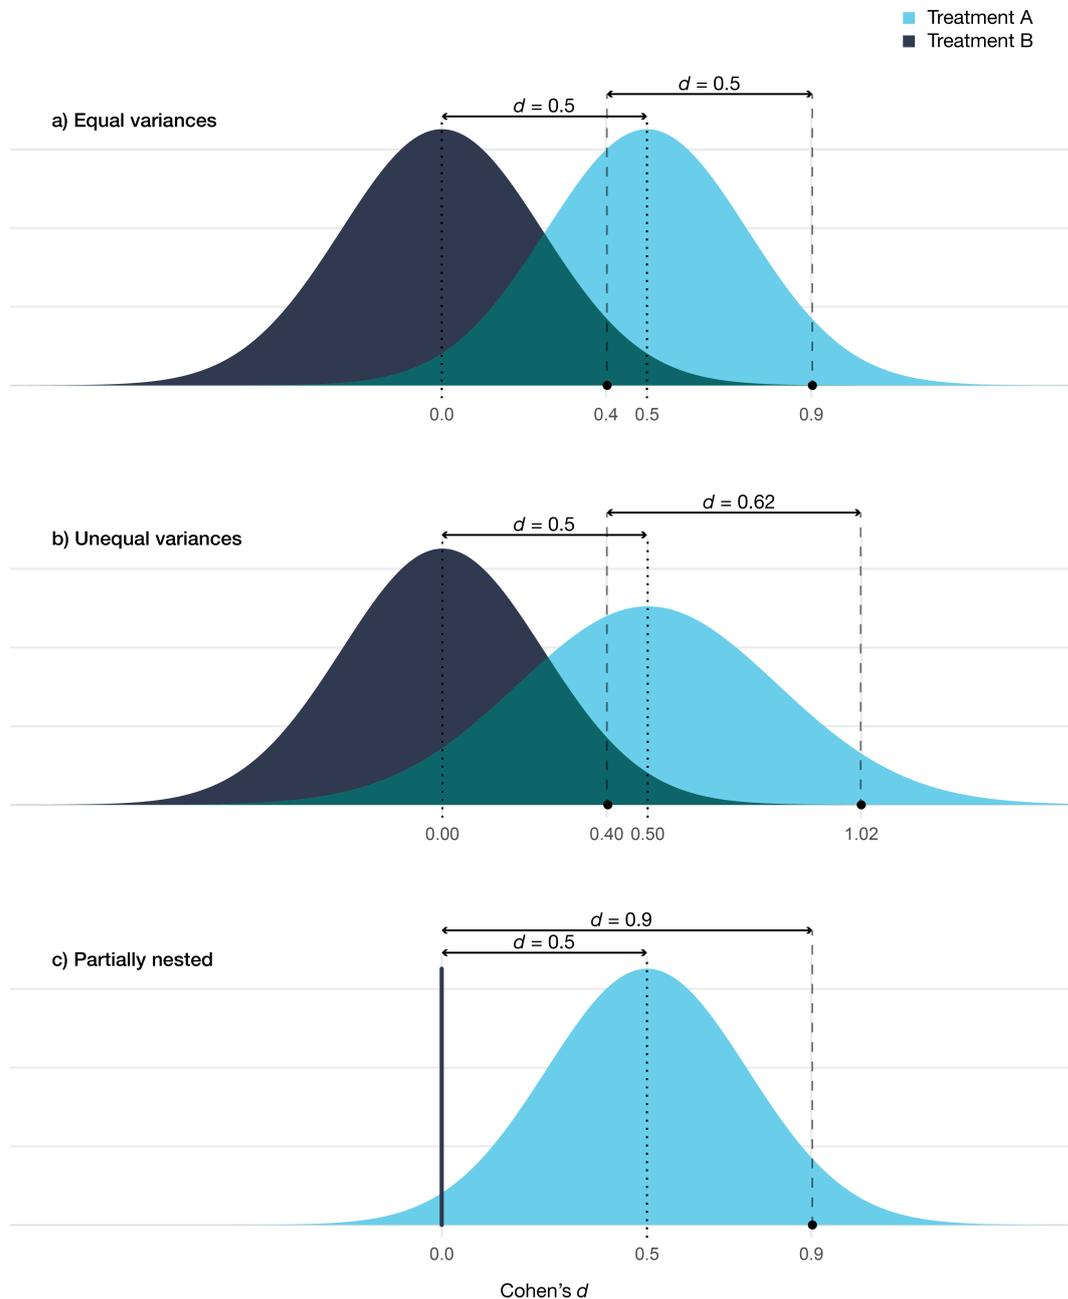 Treatment A
Treatment B
d = 0.5
d = 0.5
a) Equal variances
0.0 0.4 0.5 0.9
d = 0.62
d = 0.5
b) Unequal variances
0.00 0.40 0.50 1.02
d = 0.9
d = 0.5
c) Partially nested
0.0 0.5 0.9
Cohen’s d